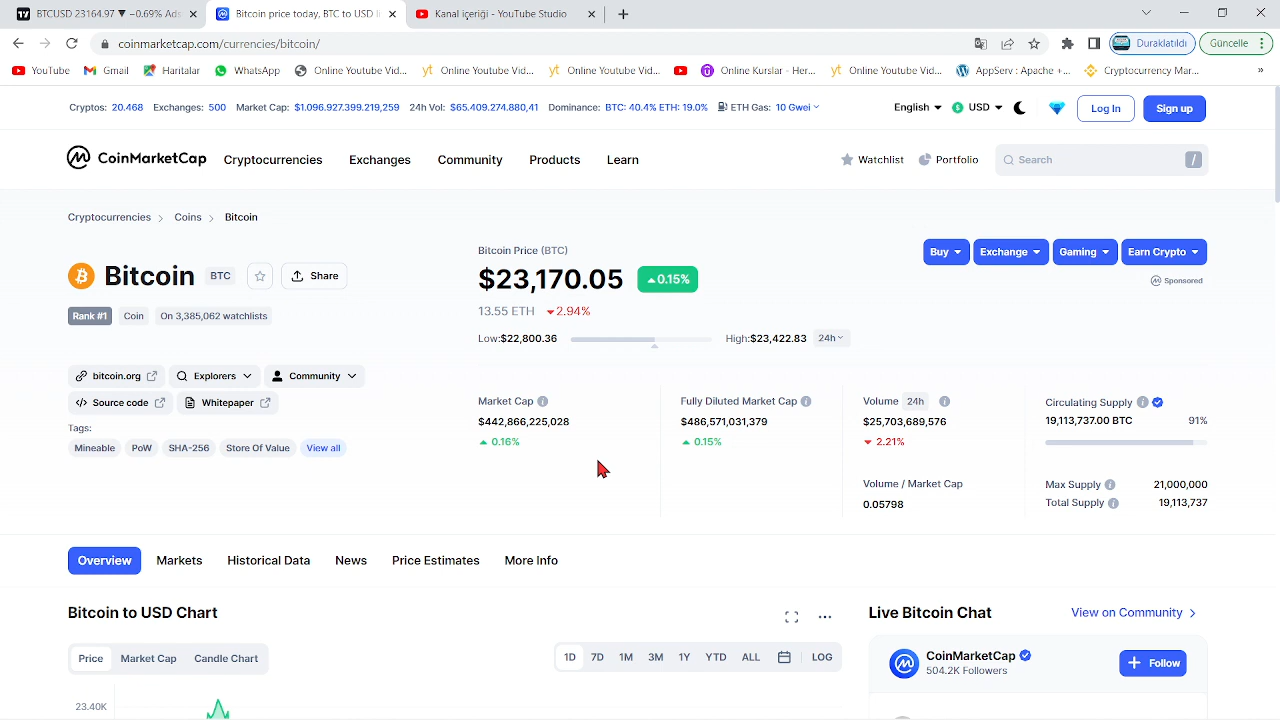 BTCUSD 23164.97 ▼ −0.69% Ads
Bitcoin price today, BTC to USD li
Kanal içeriği - YouTube Studio
coinmarketcap.com/currencies/bitcoin/
Duraklatıldı
Güncelle
YouTube
Gmail
Haritalar
WhatsApp
Online Youtube Vid...
Online Youtube Vid...
Online Youtube Vid...
Online Kurslar - Her...
Online Youtube Vid...
AppServ : Apache +...
Cryptocurrency Mar...
»
Cryptos: 20.468 Exchanges: 500 Market Cap: $1.096.927.399.219,259 24h Vol: $65.409.274.880,41 Dominance: BTC: 40.4% ETH: 19.0% ETH Gas: 10 Gwei
English
USD
Log In
Sign up
CoinMarketCap
Cryptocurrencies
Exchanges
Community
Products
Learn
Watchlist
Portfolio
Search
/
Cryptocurrencies > Coins > Bitcoin
Bitcoin BTC
Share
Rank #1
Coin
On 3,385,062 watchlists
bitcoin.org
Explorers
Community
Source code
Whitepaper
Tags:
Mineable
PoW
SHA-256
Store Of Value
View all
Bitcoin Price (BTC)
$23,170.05 ▲0.15%
13.55 ETH ▼2.94%
Low:$22,800.36
High:$23,422.83
24h
Buy
Exchange
Gaming
Earn Crypto
Sponsored
Market Cap
$442,866,225,028
▲ 0.16%
Fully Diluted Market Cap
$486,571,031,379
▲ 0.15%
Volume 24h
$25,703,689,576
▼ 2.21%
Volume / Market Cap
0.05798
Circulating Supply
19,113,737.00 BTC 91%
Max Supply 21,000,000
Total Supply 19,113,737
Overview
Markets
Historical Data
News
Price Estimates
More Info
Bitcoin to USD Chart
Price
Market Cap
Candle Chart
1D
7D
1M
3M
1Y
YTD
ALL
LOG
23.40K
Live Bitcoin Chat
View on Community >
CoinMarketCap
504.2K Followers
+ Follow